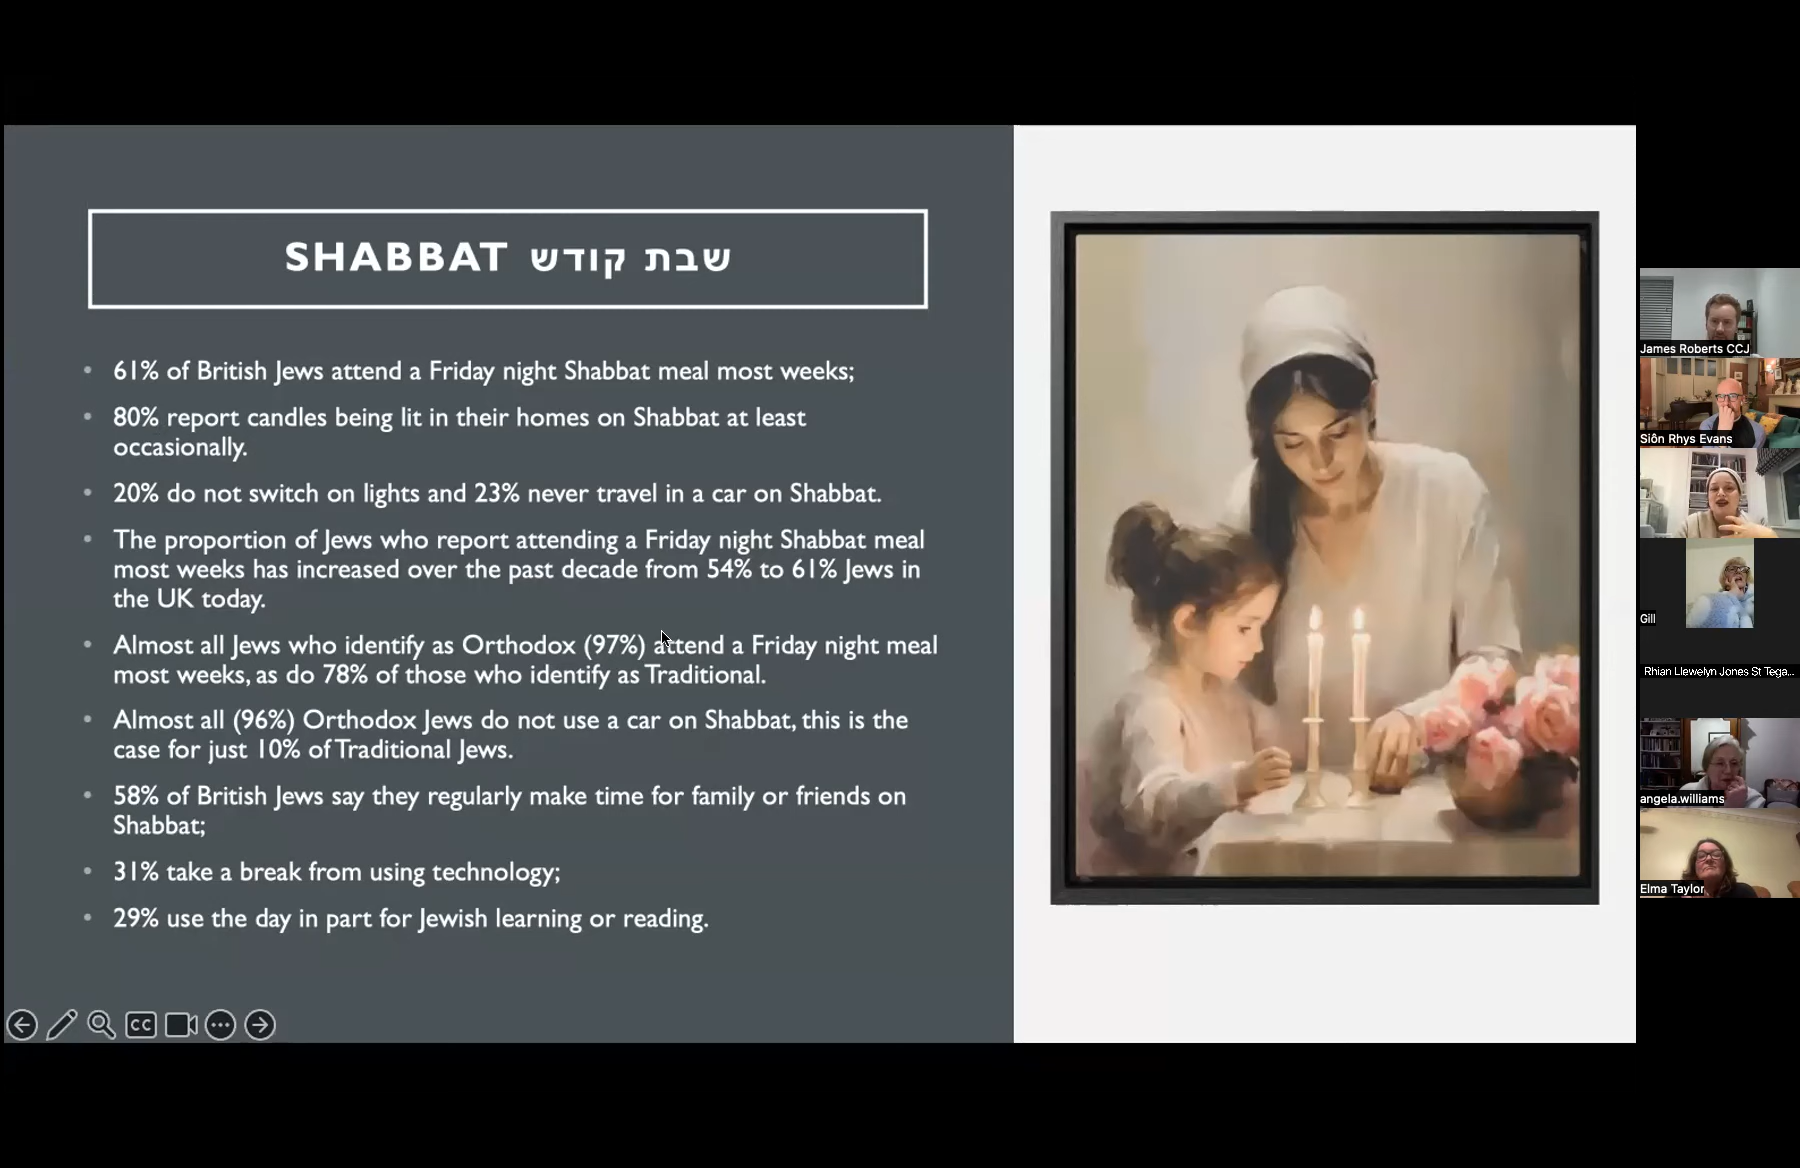 SHABBAT שבת קודש
• 61% of British Jews attend a Friday night Shabbat meal most weeks;
• 80% report candles being lit in their homes on Shabbat at least
occasionally.
• 20% do not switch on lights and 23% never travel in a car on Shabbat.
• The proportion of Jews who report attending a Friday night Shabbat meal
most weeks has increased over the past decade from 54% to 61% Jews in
the UK today.
• Almost all Jews who identify as Orthodox (97%) attend a Friday night meal
most weeks, as do 78% of those who identify as Traditional.
• Almost all (96%) Orthodox Jews do not use a car on Shabbat, this is the
case for just 10% of Traditional Jews.
• 58% of British Jews say they regularly make time for family or friends on
Shabbat;
• 31% take a break from using technology;
• 29% use the day in part for Jewish learning or reading.
CC
James Roberts CCJ
Siôn Rhys Evans
Gill
Rhian Llewelyn Jones St Tega...
angela.williams
Elma Taylor